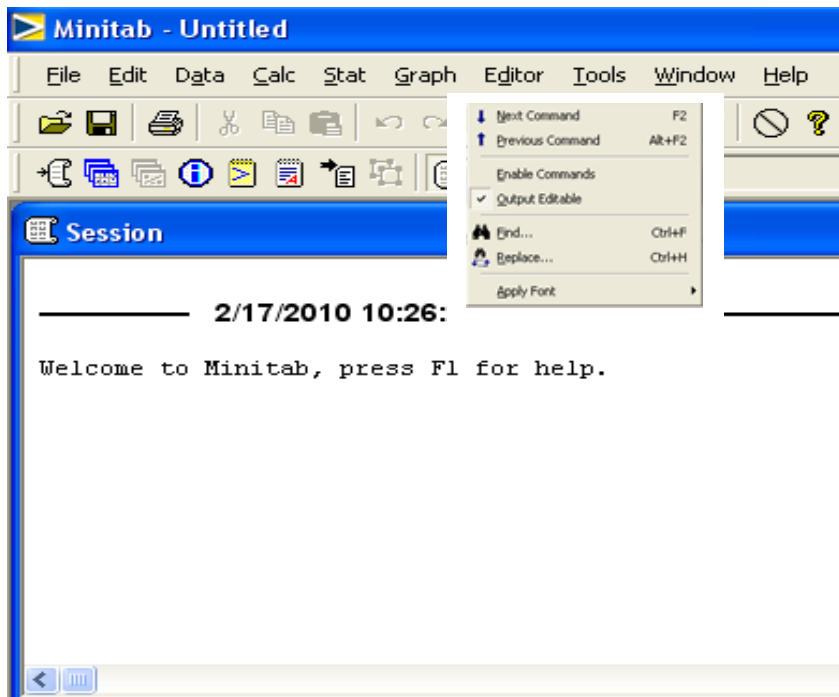 Minitab - Untitled
File Edit Data Calc Stat Graph Editor Tools Window Help
Next Command F2
Previous Command Alt+F2
Enable Commands
Output Editable
Find... Ctrl+F
Replace... Ctrl+H
Apply Font
Session
2/17/2010 10:26:
Welcome to Minitab, press F1 for help.